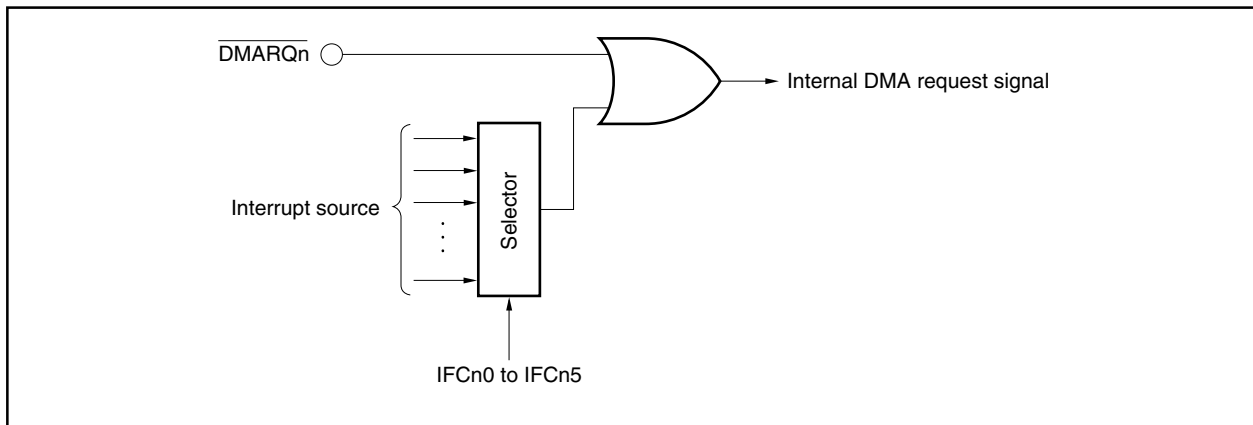 DMARQn
Internal DMA request signal
Interrupt source
Selector
IFCn0 to IFCn5